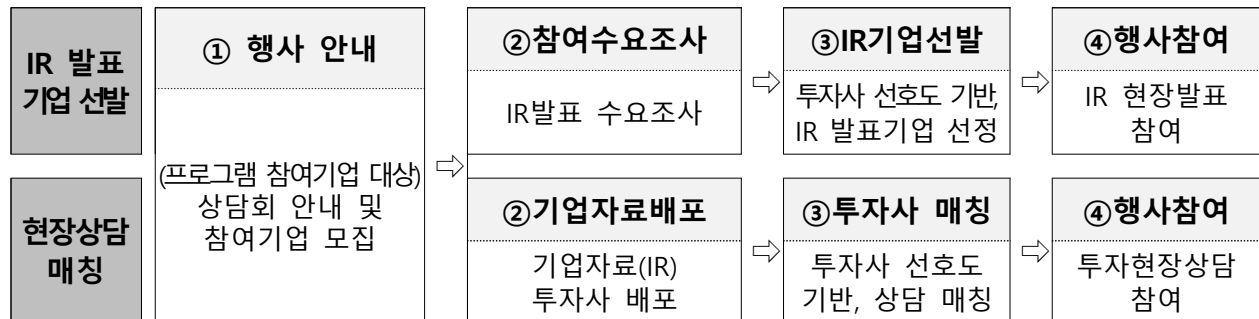 IR 발표
기업 선발
① 행사 안내
(프로그램 참여기업 대상)
상담회 안내 및
참여기업 모집
②참여수요조사
IR발표 수요조사
③IR기업선발
투자사 선호도 기반,
IR 발표기업 선정
④행사참여
IR 현장발표
참여
현장상담
매칭
②기업자료배포
기업자료(IR)
투자사 배포
③투자사 매칭
투자사 선호도
기반, 상담 매칭
④행사참여
투자현장상담
참여